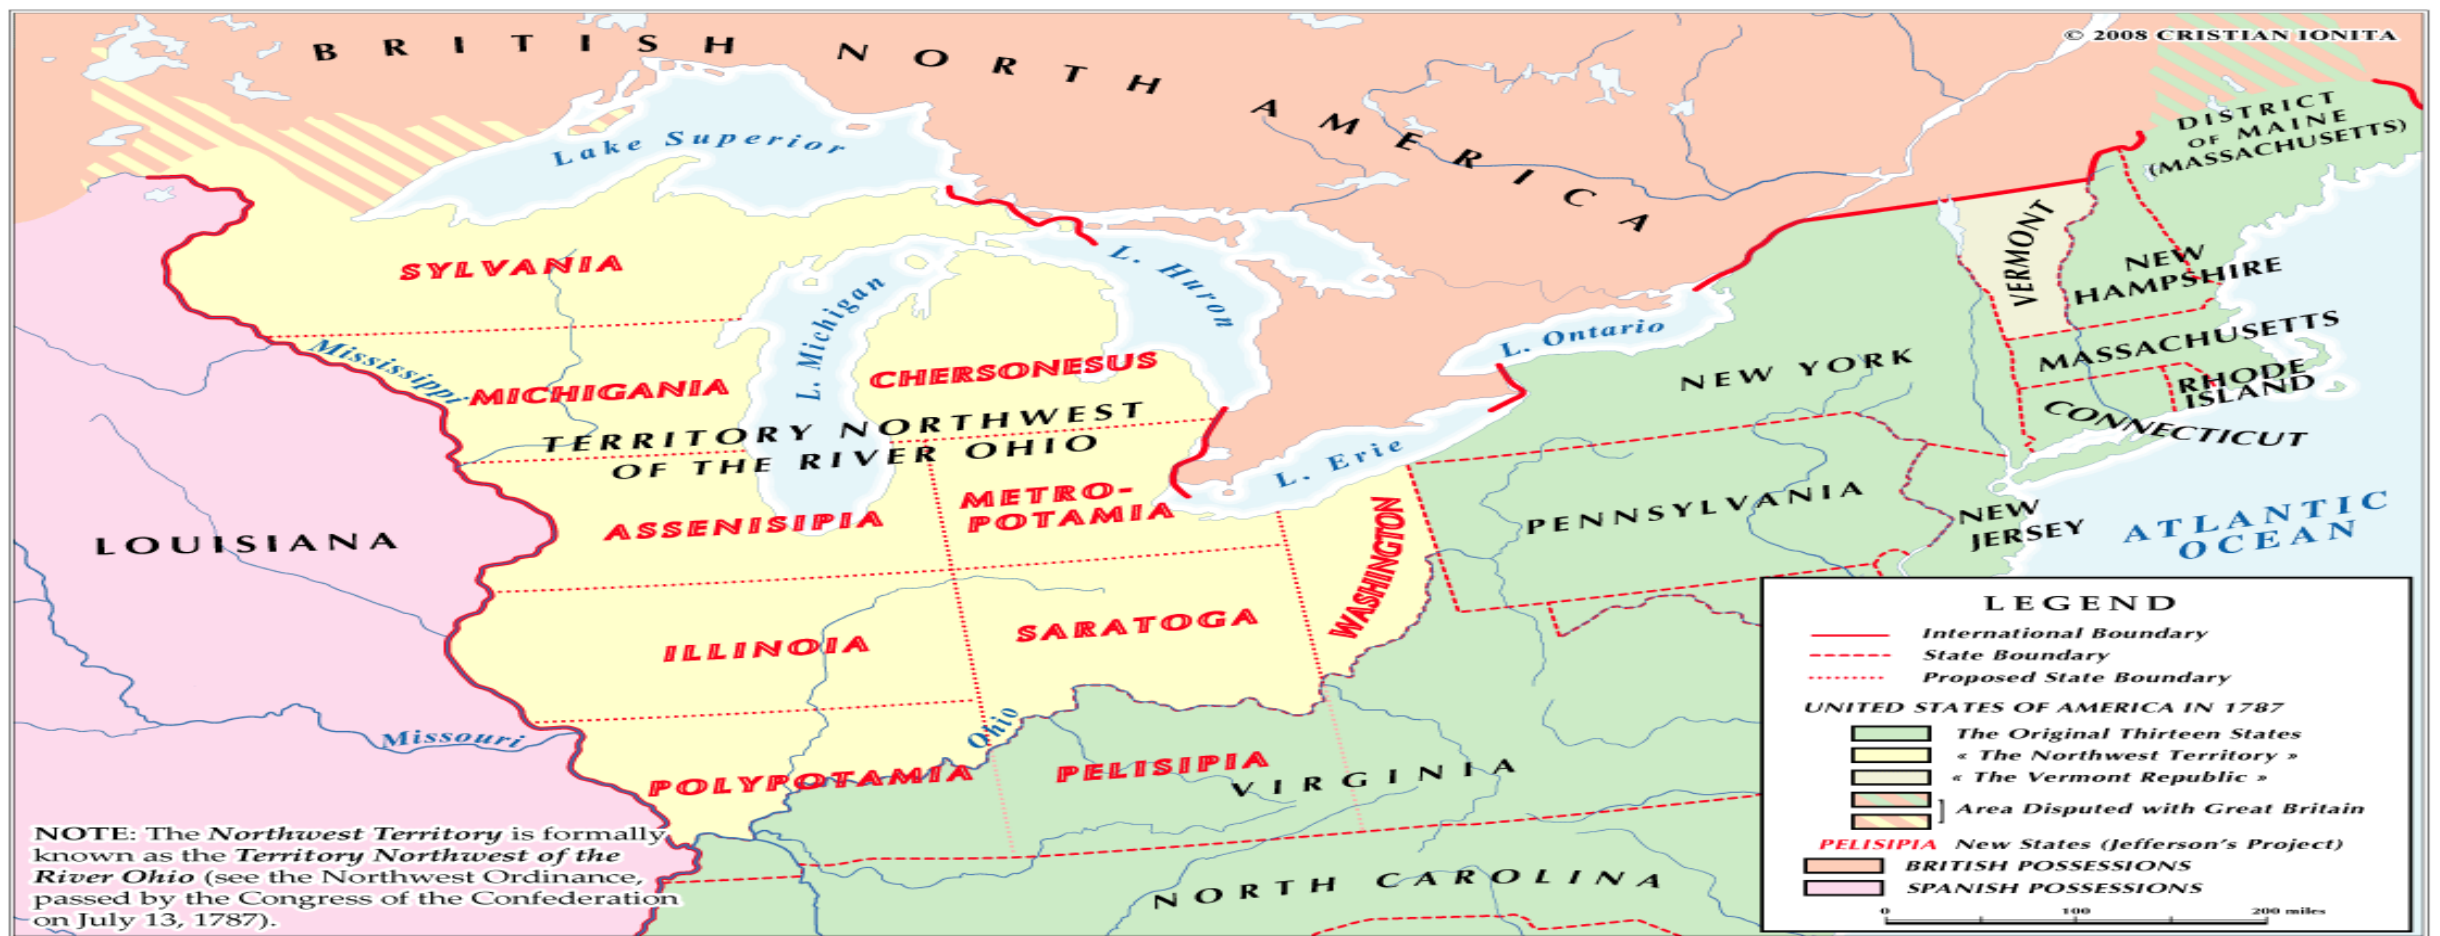 BRITISH NORTH AMERICA
© 2008 CRISTIAN IONITA
DISTRICT
OF MAINE
(MASSACHUSETTS)
Lake Superior
SYLVANIA
L. Huron
L. Michigan
VERMONT
NEW
HAMPSHIRE
Mississippi
MICHIGANIA
CHERSONESUS
L. Ontario
NEW YORK
MASSACHUSETTS
RHODE
ISLAND
CONNECTICUT
TERRITORY NORTHWEST
OF THE RIVER OHIO
L. Erie
LOUISIANA
ASSENISIPIA
METRO-
POTAMIA
WASHINGTON
PENNSYLVANIA
NEW
JERSEY
ATLANTIC
OCEAN
ILLINOIA
SARATOGA
Missouri
Ohio
POLYPOTAMIA
PELISIPIA
VIRGINIA
NORTH CAROLINA
NOTE: The Northwest Territory is formally
known as the Territory Northwest of the
River Ohio (see the Northwest Ordinance,
passed by the Congress of the Confederation
on July 13, 1787).
LEGEND
International Boundary
State Boundary
Proposed State Boundary
UNITED STATES OF AMERICA IN 1787
The Original Thirteen States
« The Northwest Territory »
« The Vermont Republic »
Area Disputed with Great Britain
PELISIPIA New States (Jefferson's Project)
BRITISH POSSESSIONS
SPANISH POSSESSIONS
0 100 200 miles